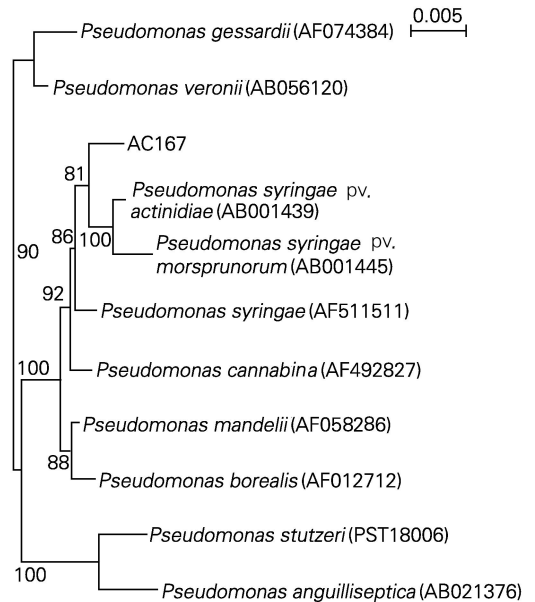 0.005
Pseudomonas gessardii (AF074384)
Pseudomonas veronii (AB056120)
AC167
81
Pseudomonas syringae pv.
actinidiae (AB001439)
86
100
Pseudomonas syringae pv.
morsprunorum (AB001445)
90
92
Pseudomonas syringae (AF511511)
100
Pseudomonas cannabina (AF492827)
Pseudomonas mandelii (AF058286)
88
Pseudomonas borealis (AF012712)
Pseudomonas stutzeri (PST18006)
100
Pseudomonas anguilliseptica (AB021376)